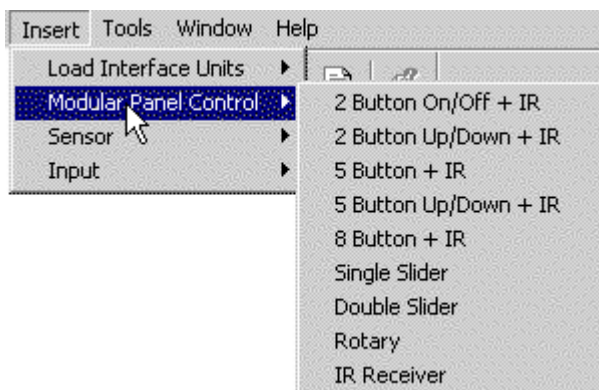 Insert Tools Window Help
Load Interface Units
Modular Panel Control
Sensor
Input
2 Button On/Off + IR
2 Button Up/Down + IR
5 Button + IR
5 Button Up/Down + IR
8 Button + IR
Single Slider
Double Slider
Rotary
IR Receiver